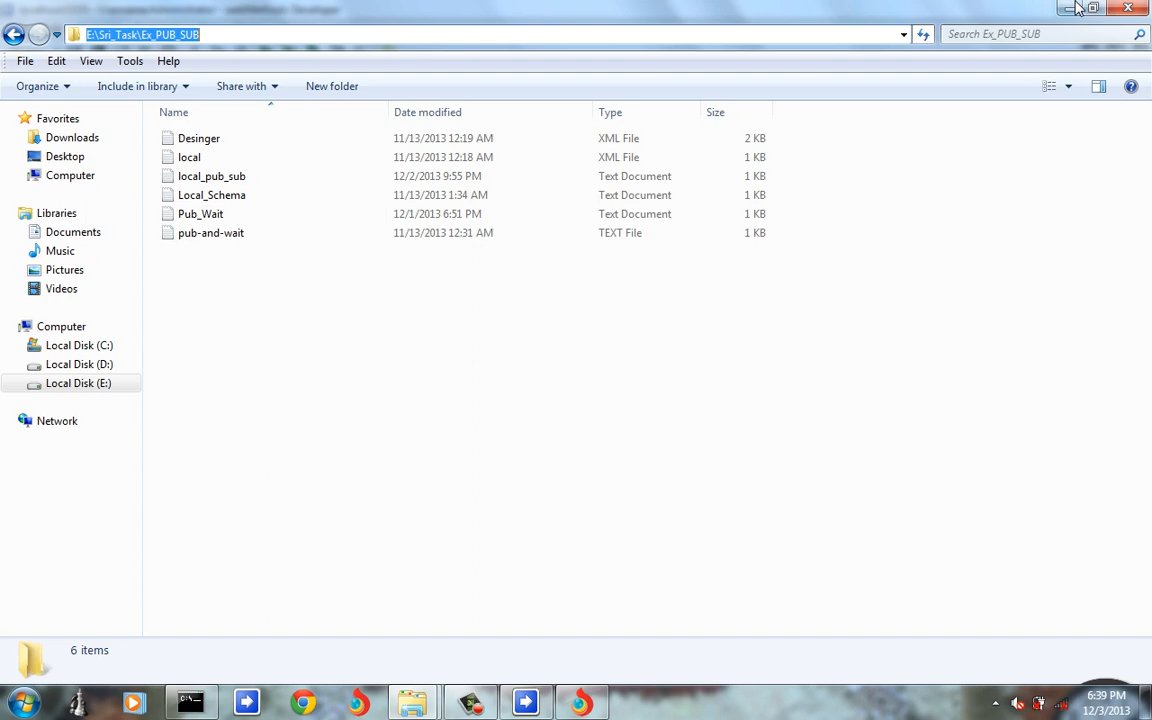 E:\Sri_Task\Ex_PUB_SUB
Search Ex_PUB_SUB
File Edit View Tools Help
Organize Include in library Share with New folder
Name Date modified Type Size
Favorites
Downloads
Desktop
Computer
Libraries
Documents
Music
Pictures
Videos
Computer
Local Disk (C:)
Local Disk (D:)
Local Disk (E:)
Network
Desinger 11/13/2013 12:19 AM XML File 2 KB
local 11/13/2013 12:18 AM XML File 1 KB
local_pub_sub 12/2/2013 9:55 PM Text Document 1 KB
Local_Schema 11/13/2013 1:34 AM Text Document 1 KB
Pub_Wait 12/1/2013 6:51 PM Text Document 1 KB
pub-and-wait 11/13/2013 12:31 AM TEXT File 1 KB
6 items
6:39 PM
12/3/2013